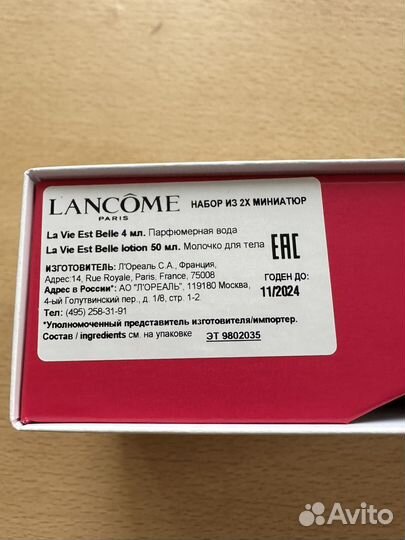 LANCÔME
PARIS
НАБОР ИЗ 2Х МИНИАТЮР
La Vie Est Belle 4 мл. Парфюмерная вода
La Vie Est Belle lotion 50 мл. Молочко для тела
EAC
ИЗГОТОВИТЕЛЬ: Л'Ореаль С.А., Франция,
Адрес:14, Rue Royale, Paris, France, 75008
Адрес в России*: АО "Л'ОРЕАЛЬ", 119180 Москва,
4-ый Голутвинский пер., д. 1/8, стр. 1-2.
Тел: (495) 258-31-91
ГОДЕН ДО:
11/2024
*Уполномоченный представитель изготовителя/импортер.
Состав / ingredients см. на упаковке
ЭТ 9802035
Avito